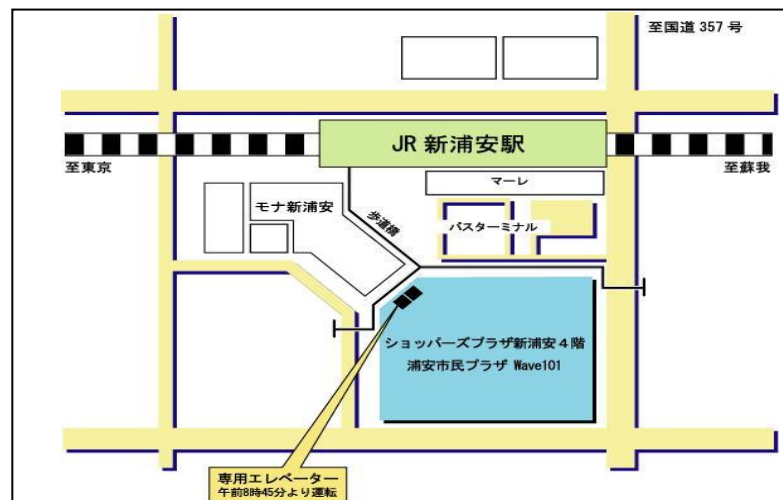 至国道 357 号
JR 新浦安駅
至東京
至蘇我
マーレ
モナ新浦安
歩道橋
バスターミナル
ショッパーズプラザ新浦安4階
浦安市民プラザ Wave101
専用エレベーター
午前8時45分より運転